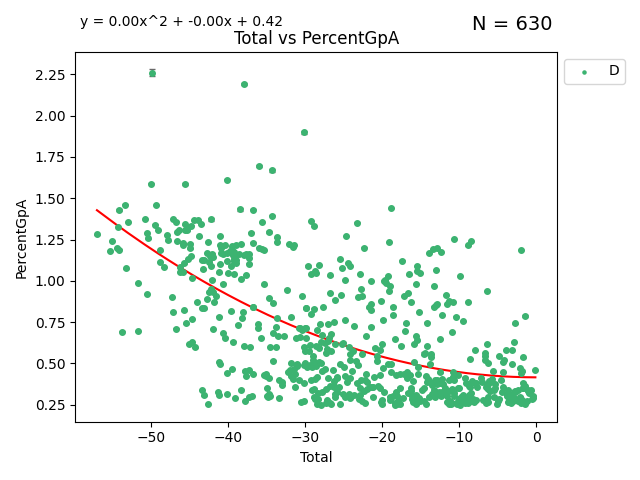 y = 0.00x^2 + -0.00x + 0.42
N = 630
Total vs PercentGpA
D
PercentGpA
2.25
2.00
1.75
1.50
1.25
1.00
0.75
0.50
0.25
−50
−40
−30
−20
−10
0
Total